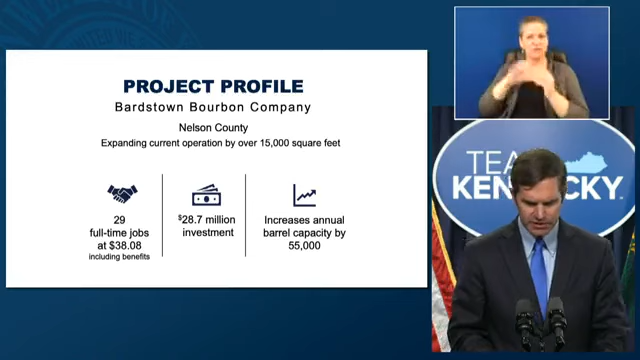 PROJECT PROFILE
Bardstown Bourbon Company
Nelson County
Expanding current operation by over 15,000 square feet
29
full-time jobs
at $38.08
including benefits
$28.7 million
investment
Increases annual
barrel capacity by
55,000
TEAM
KENTUCKY